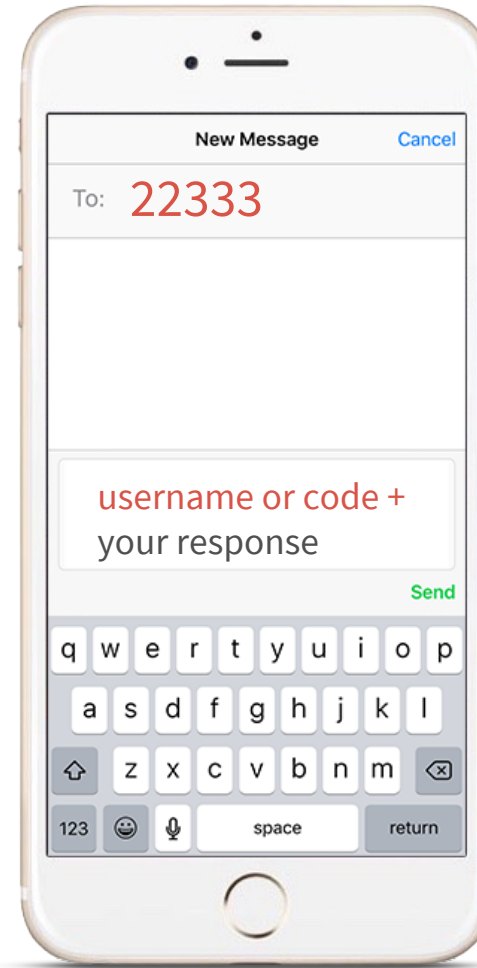 New Message Cancel
To: 22333
username or code +
your response
Send
q w e r t y u i o p
a s d f g h j k l
z x c v b n m
123 space return